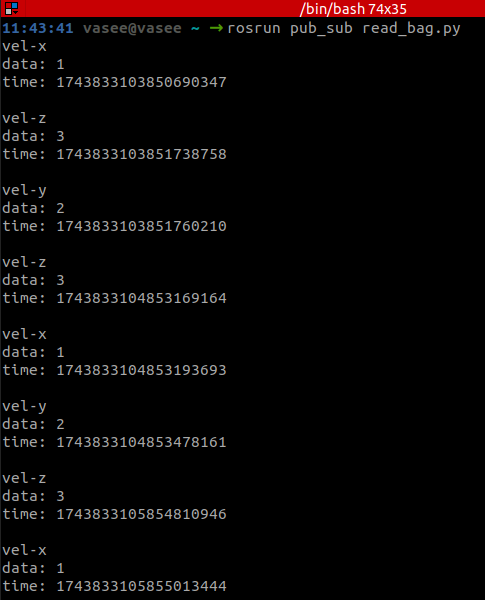 /bin/bash 74x35
11:43:41 vasee@vasee ~ →rosrun pub_sub read_bag.py
vel-x
data: 1
time: 1743833103850690347
vel-z
data: 3
time: 1743833103851738758
vel-y
data: 2
time: 1743833103851760210
vel-z
data: 3
time: 1743833104853169164
vel-x
data: 1
time: 1743833104853193693
vel-y
data: 2
time: 1743833104853478161
vel-z
data: 3
time: 1743833105854810946
vel-x
data: 1
time: 1743833105855013444